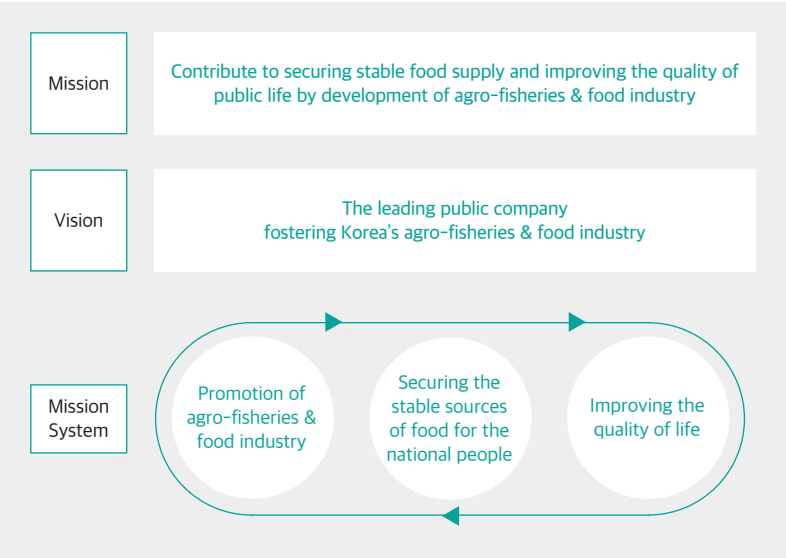 Mission
Contribute to securing stable food supply and improving the quality of
public life by development of agro-fisheries & food industry
Vision
The leading public company
fostering Korea's agro-fisheries & food industry
Mission
System
Promotion of
agro-fisheries &
food industry
Securing the
stable sources
of food for the
national people
Improving the
quality of life